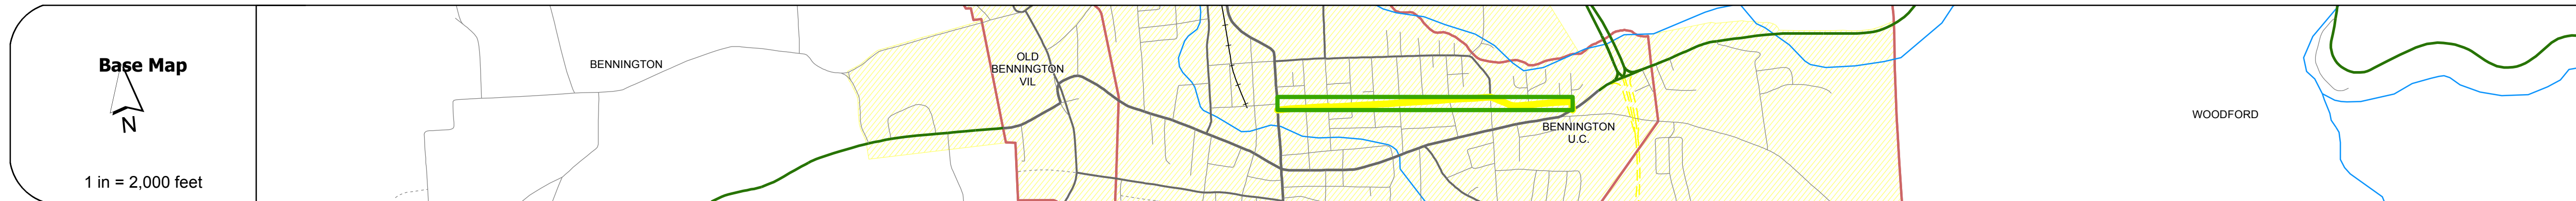 Base Map
N
1 in = 2,000 feet
BENNINGTON
OLD
BENNINGTON
VIL
BENNINGTON
U.C.
WOODFORD